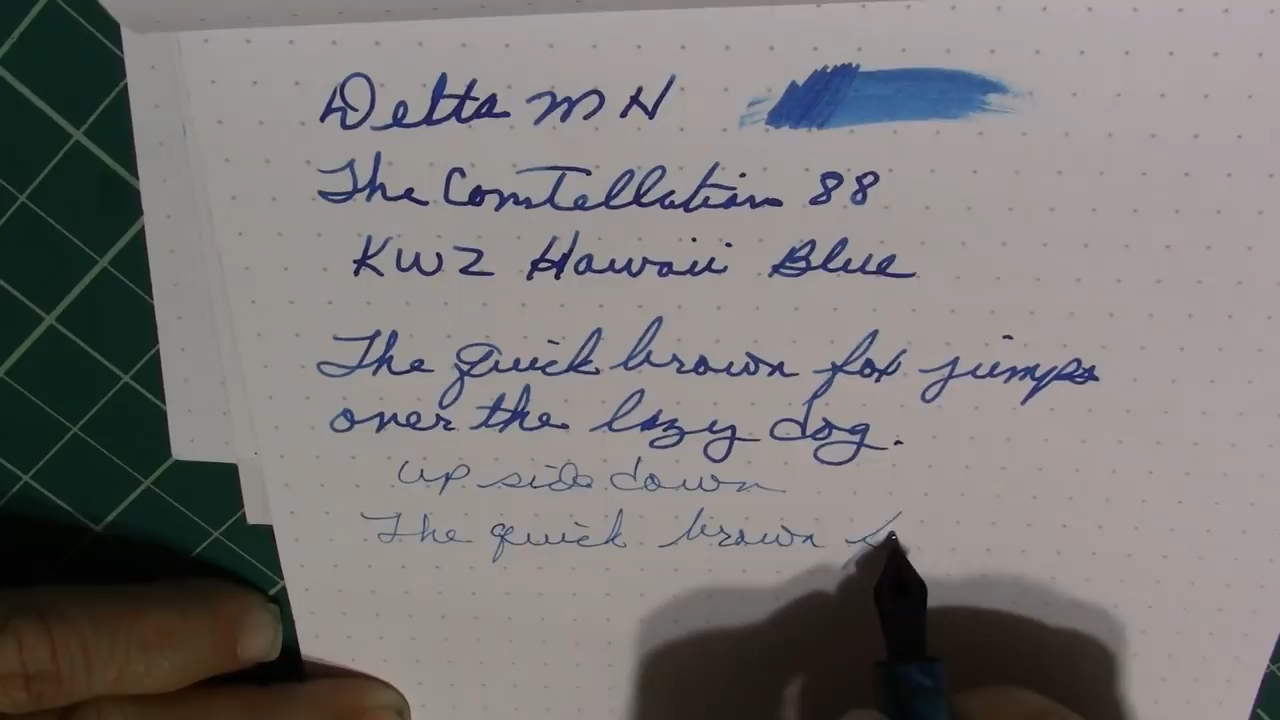 Delta MH
The Constellation 88
KWZ Hawaii Blue
The quick brown fox jumps
over the lazy dog.
up side down
The quick brown